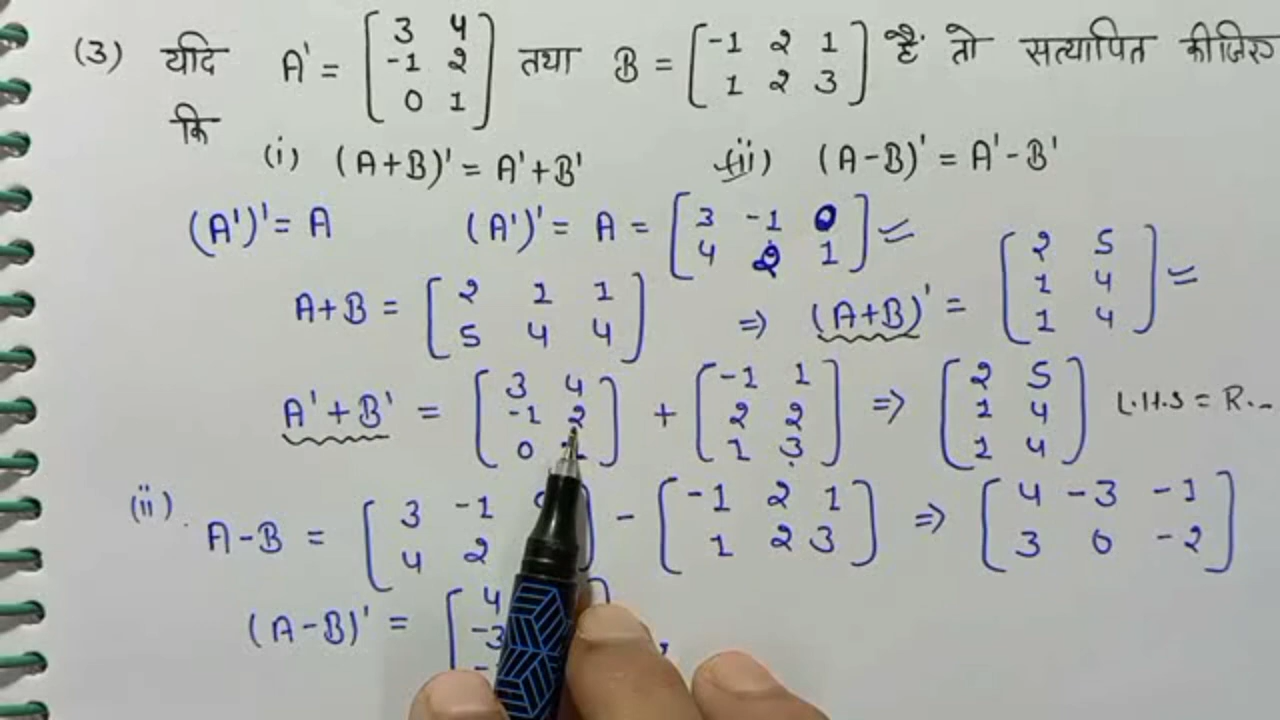 (3) यदि A' = [3 4; -1 2; 0 1] तथा B = [-1 2 1; 1 2 3] हैं तो सत्यापित कीजिए
कि
(i) (A+B)' = A'+B' (ii) (A-B)' = A'-B'
(A')' = A (A')' = A = [3 -1 0; 4 2 1]
A+B = [2 1 1; 5 4 4] ⇒ (A+B)' = [2 5; 1 4; 1 4]
A'+B' = [3 4; -1 2; 0 1] + [-1 1; 2 2; 1 3] ⇒ [2 5; 1 4; 1 4] L.H.S = R.
(ii). A-B = [3 -1; 4 2] - [-1 2 1; 1 2 3] ⇒ [4 -3 -1; 3 0 -2]
(A-B)' = [4; -3; -